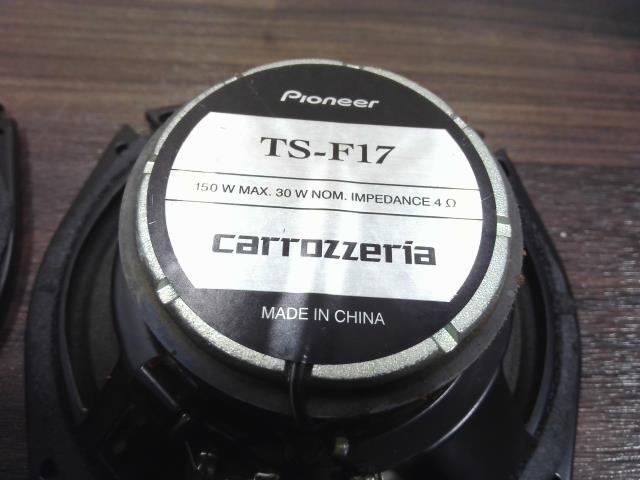 Pioneer
TS-F17
150 W MAX. 30 W NOM. IMPEDANCE 4 Ω
carrozzeria
MADE IN CHINA